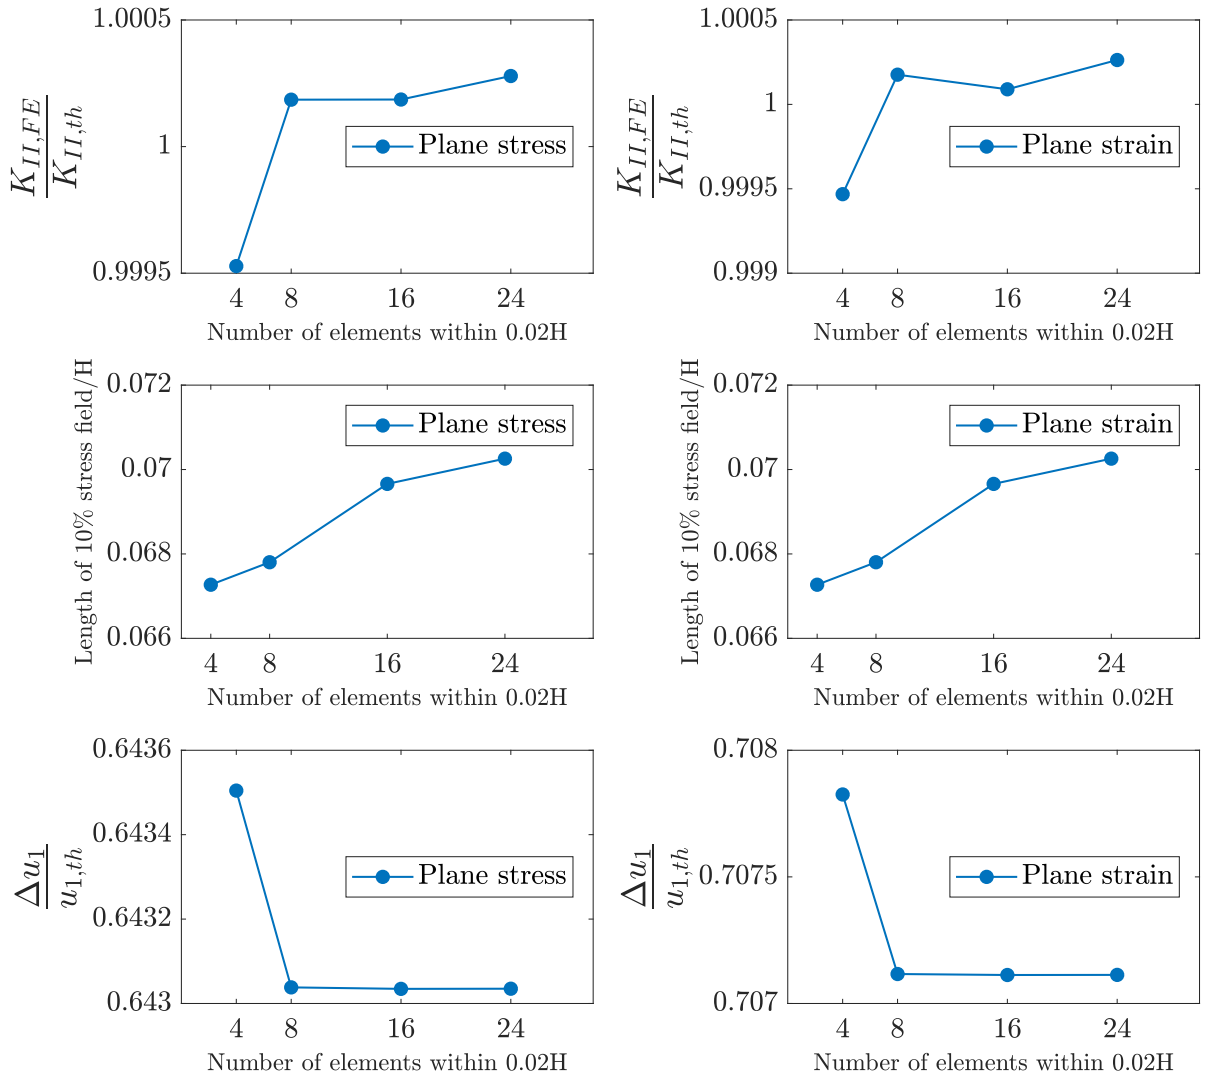 1.0005
1
0.9995
K_{II,FE}
K_{II,th}
Plane stress
4 8 16 24
Number of elements within 0.02H
1.0005
1
0.9995
0.999
K_{II,FE}
K_{II,th}
Plane strain
4 8 16 24
Number of elements within 0.02H
0.072
0.07
0.068
0.066
Length of 10% stress field/H
Plane stress
4 8 16 24
Number of elements within 0.02H
0.072
0.07
0.068
0.066
Length of 10% stress field/H
Plane strain
4 8 16 24
Number of elements within 0.02H
0.6436
0.6434
0.6432
0.643
Δu_1
u_{1,th}
Plane stress
4 8 16 24
Number of elements within 0.02H
0.708
0.7075
0.707
Δu_1
u_{1,th}
Plane strain
4 8 16 24
Number of elements within 0.02H